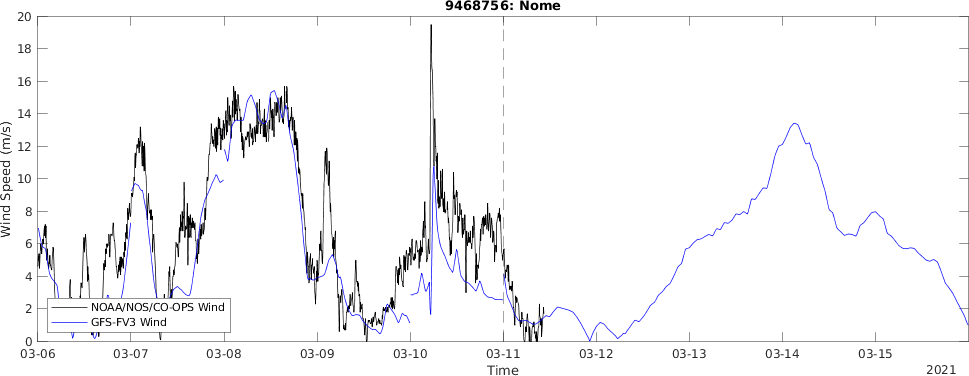 9468756: Nome
Wind Speed (m/s)
20
18
16
14
12
10
8
6
4
2
0
NOAA/NOS/CO-OPS Wind
GFS-FV3 Wind
03-06 03-07 03-08 03-09 03-10 03-11 03-12 03-13 03-14 03-15
Time
2021